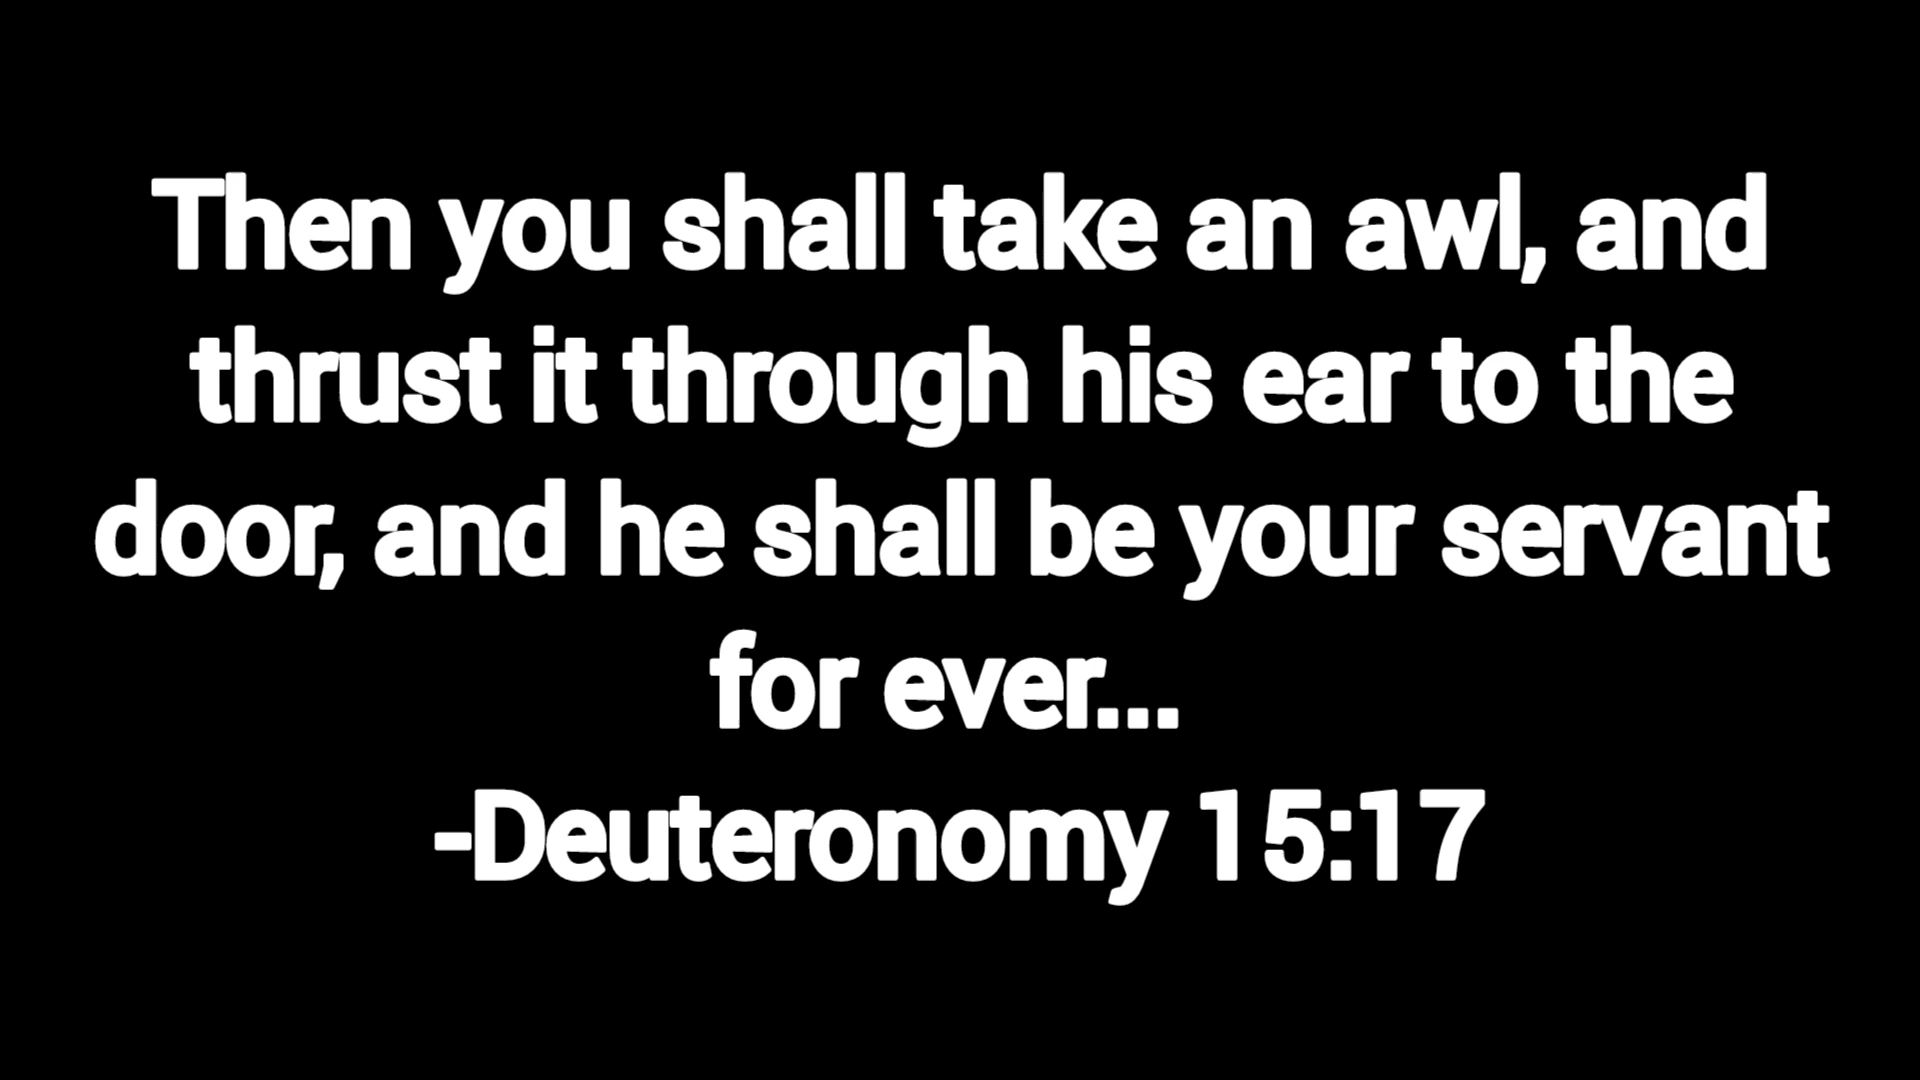 Then you shall take an awl, and
thrust it through his ear to the
door, and he shall be your servant
for ever...
-Deuteronomy 15:17